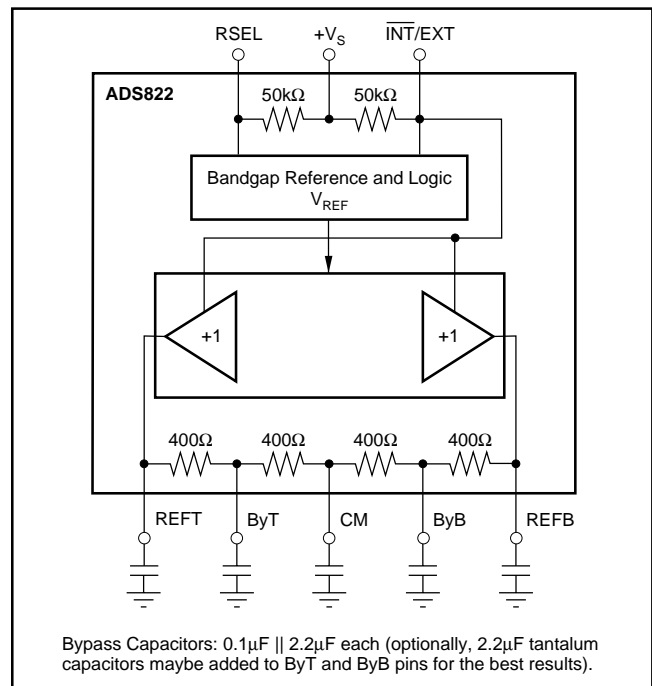 RSEL +V_S INT/EXT
ADS822
50kΩ 50kΩ
Bandgap Reference and Logic
V_REF
+1 +1
400Ω 400Ω 400Ω 400Ω
REFT ByT CM ByB REFB
Bypass Capacitors: 0.1µF || 2.2µF each (optionally, 2.2µF tantalum
capacitors maybe added to ByT and ByB pins for the best results).